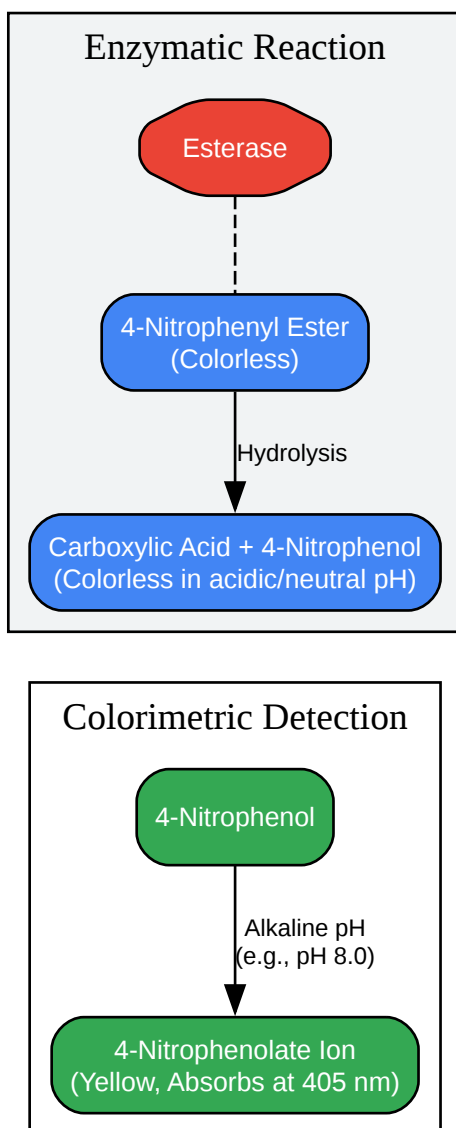 Enzymatic Reaction
Esterase
4-Nitrophenyl Ester
(Colorless)
Hydrolysis
Carboxylic Acid + 4-Nitrophenol
(Colorless in acidic/neutral pH)
Colorimetric Detection
4-Nitrophenol
Alkaline pH
(e.g., pH 8.0)
4-Nitrophenolate Ion
(Yellow, Absorbs at 405 nm)